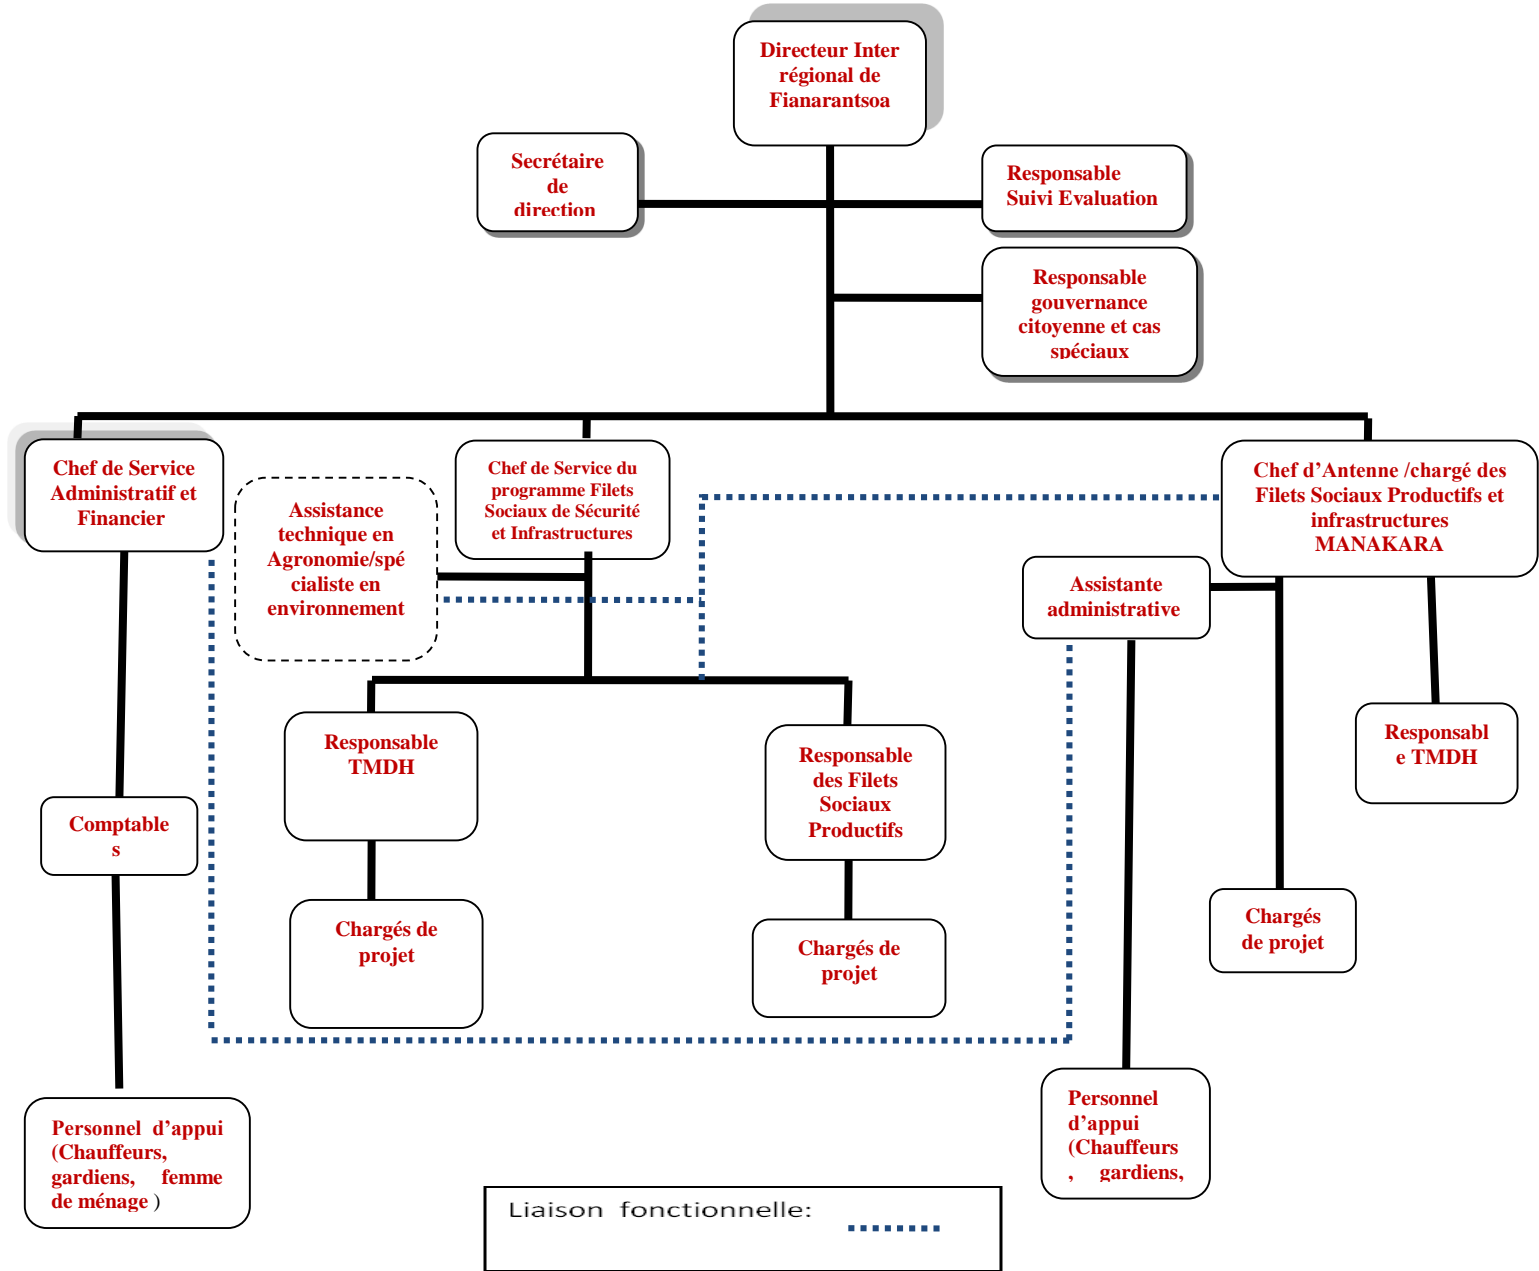 Directeur Inter
régional de
Fianarantsoa
Secrétaire
de
direction
Responsable
Suivi Evaluation
Responsable
gouvernance
citoyenne et cas
spéciaux
Chef de Service
Administratif et
Financier
Chef de Service du
programme Filets
Sociaux de Sécurité
et Infrastructures
Chef d’Antenne /chargé des
Filets Sociaux Productifs et
infrastructures
MANAKARA
Assistance
technique en
Agronomie/spé
cialiste en
environnement
Assistante
administrative
Responsable
TMDH
Responsable
des Filets
Sociaux
Productifs
Responsabl
e TMDH
Comptable
s
Chargés de
projet
Chargés de
projet
Chargés
de projet
Personnel d’appui
(Chauffeurs,
gardiens, femme
de ménage )
Personnel
d’appui
(Chauffeurs
, gardiens,
Liaison fonctionnelle: